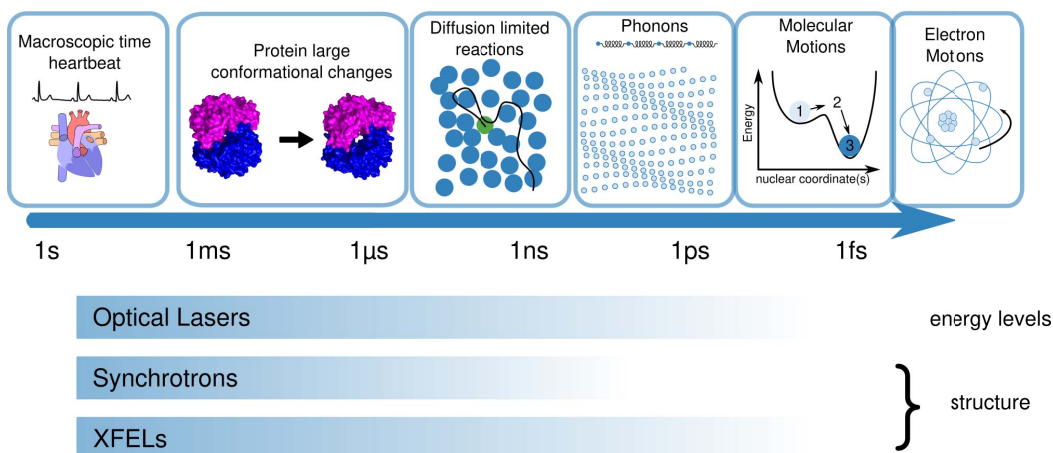 Macroscopic time
heartbeat
Protein large
conformational changes
Diffusion limited
reactions
Phonons
Molecular
Motions
Energy
1
2
3
nuclear coordinate(s)
Electron
Motons
1s
1ms
1µs
1ns
1ps
1fs
Optical Lasers
energy levels
Synchrotrons
structure
XFELs